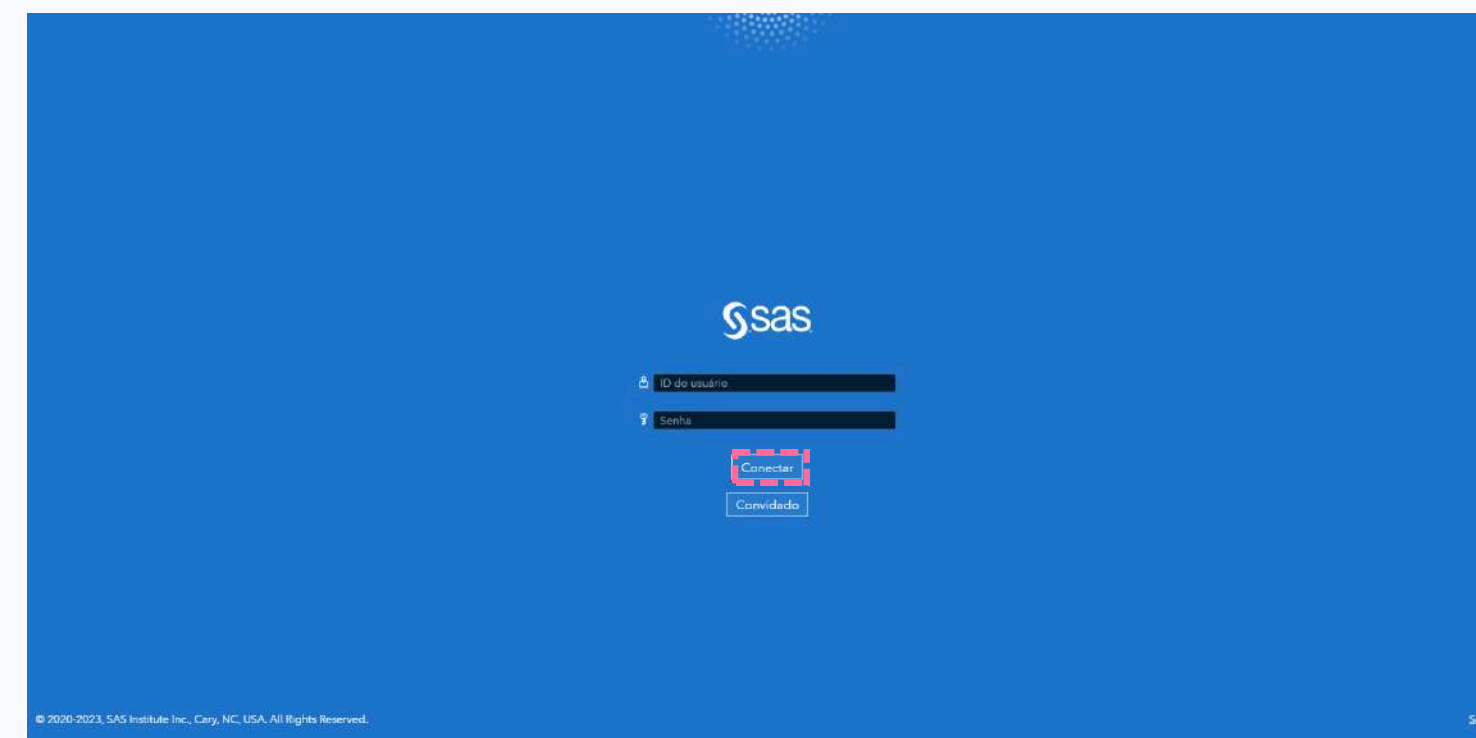 sas
ID do usuário
Senha
Conectar
Convidado
© 2020-2023, SAS Institute Inc., Cary, NC, USA. All Rights Reserved.